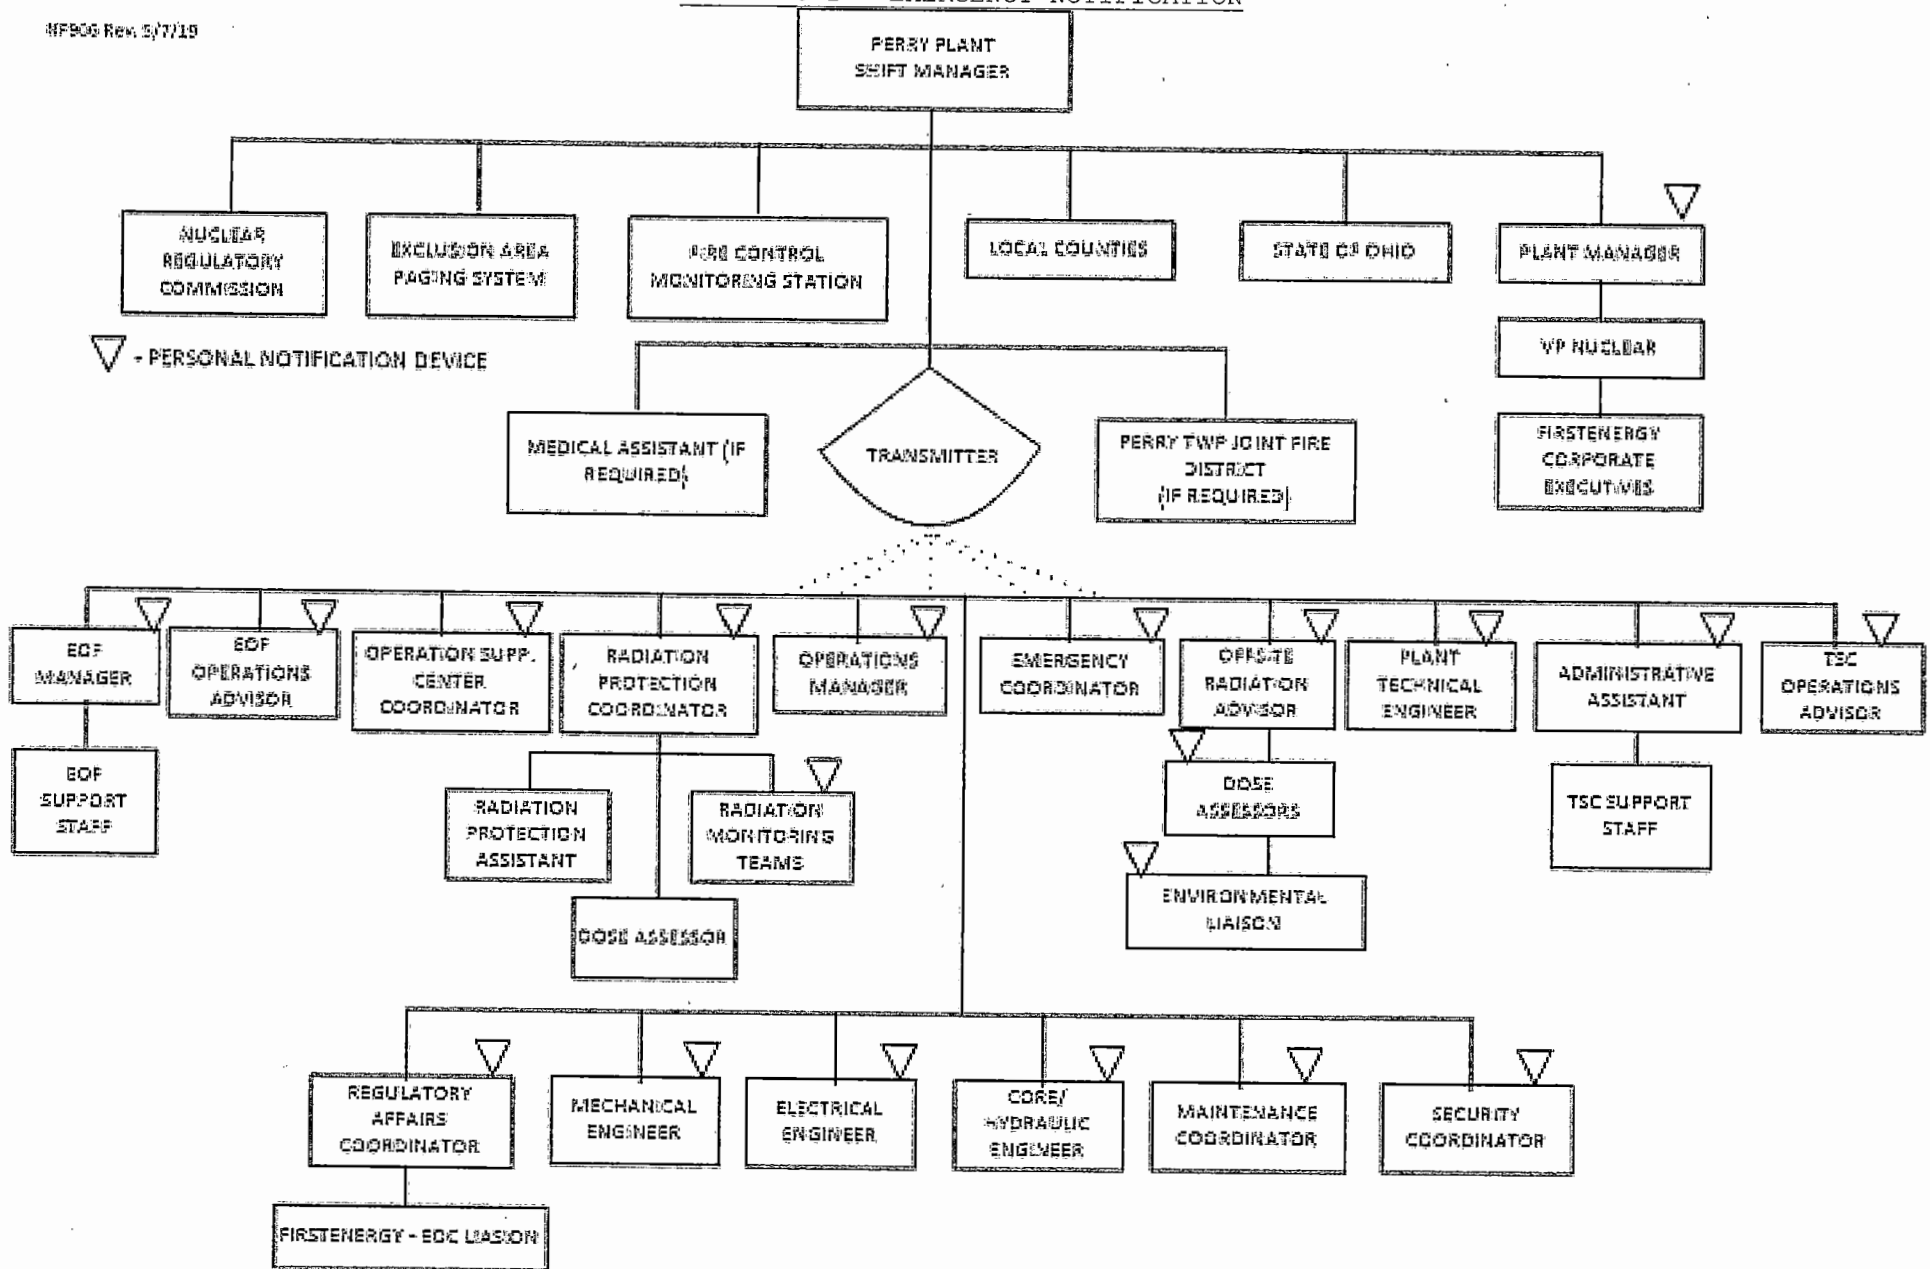 EMERGENCY NOTIFICATION
PERRY PLANT
SHIFT MANAGER
NUCLEAR
REGULATORY
COMMISSION
EXCLUSION AREA
PAGING SYSTEM
FIRE CONTROL
MONITORING STATION
LOCAL COUNTIES
STATE OF OHIO
PLANT MANAGER
VP NUCLEAR
FIRSTENERGY
CORPORATE
EXECUTIVES
- PERSONAL NOTIFICATION DEVICE
MEDICAL ASSISTANT (IF
REQUIRED)
TRANSMITTER
PERRY TWP JOINT FIRE
DISTRICT
(IF REQUIRED)
EOF
MANAGER
EOF
OPERATIONS
ADVISOR
OPERATION SUPP.
CENTER
COORDINATOR
RADIATION
PROTECTION
COORDINATOR
OPERATIONS
MANAGER
EMERGENCY
COORDINATOR
OFFSITE
RADIATION
ADVISOR
PLANT
TECHNICAL
ENGINEER
ADMINISTRATIVE
ASSISTANT
TSC
OPERATIONS
ADVISOR
EOF
SUPPORT
STAFF
RADIATION
PROTECTION
ASSISTANT
RADIATION
MONITORING
TEAMS
DOSE
ASSESSORS
TSC SUPPORT
STAFF
DOSE ASSESSOR
ENVIRONMENTAL
LIAISON
REGULATORY
AFFAIRS
COORDINATOR
MECHANICAL
ENGINEER
ELECTRICAL
ENGINEER
CORE/
HYDRAULIC
ENGINEER
MAINTENANCE
COORDINATOR
SECURITY
COORDINATOR
FIRSTENERGY - EOC LIASION